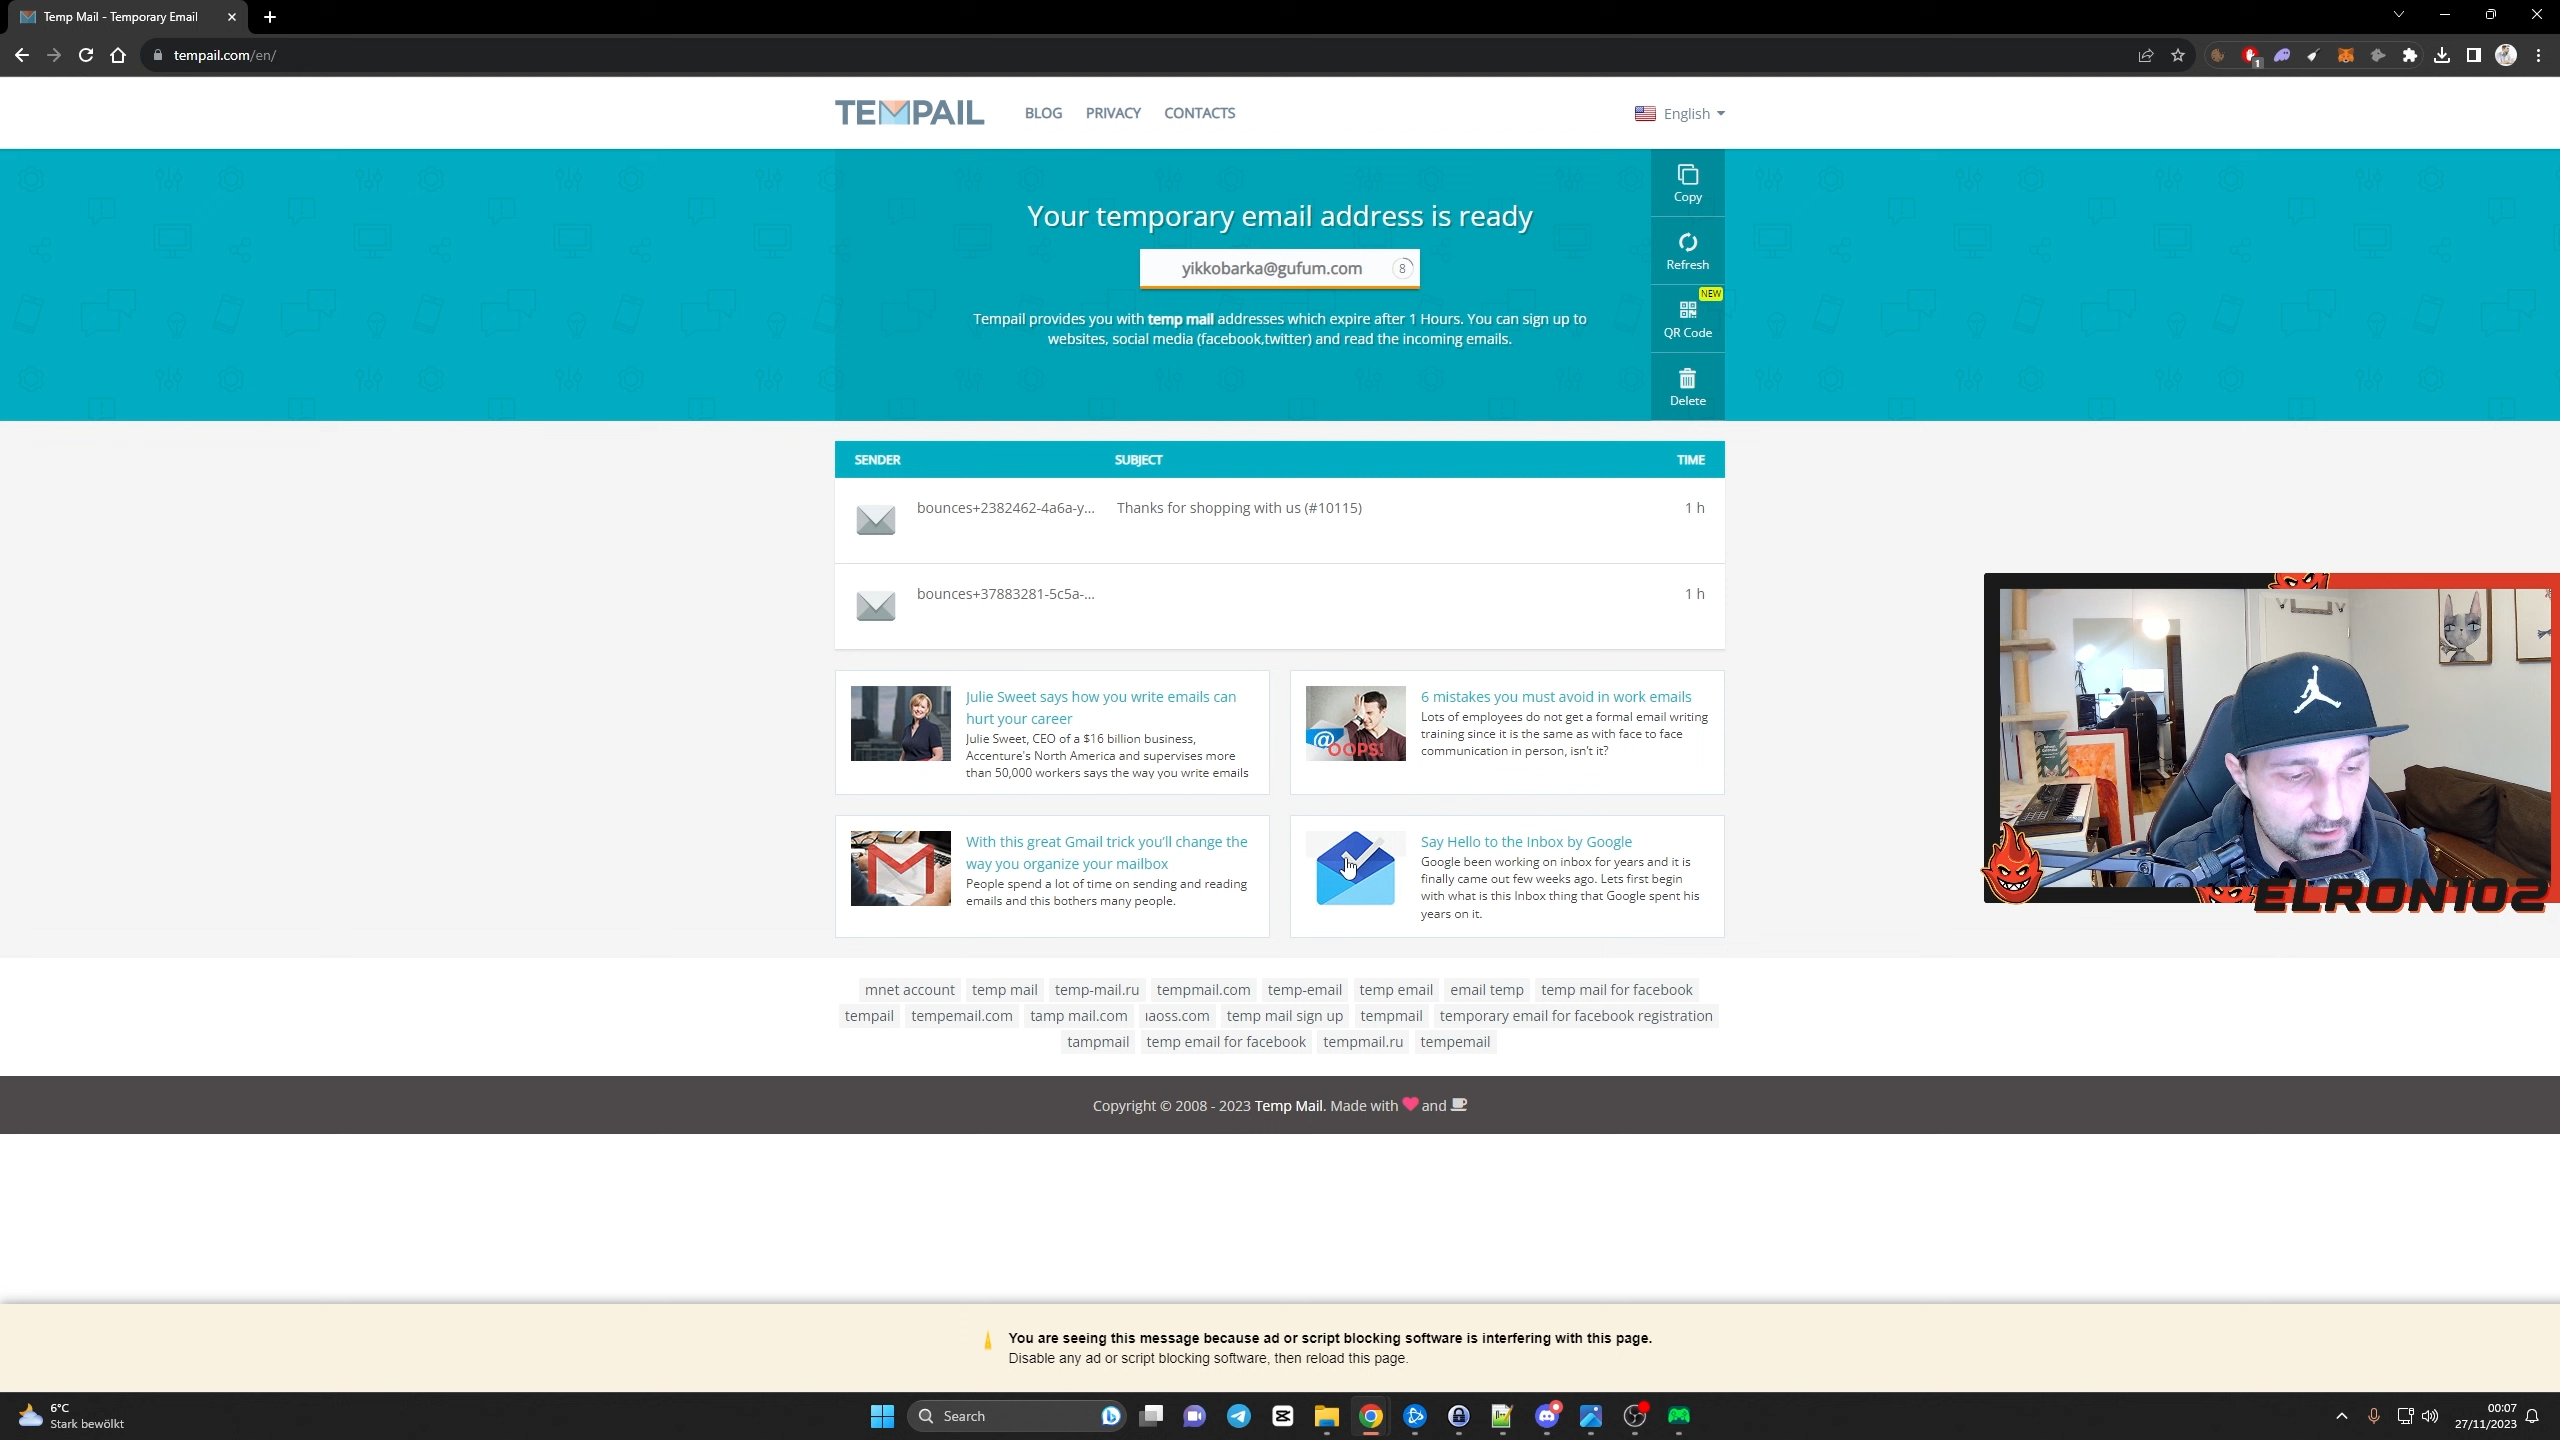 Temp Mail - Temporary Email
tempail.com/en/
1
TEMPAIL
BLOG
PRIVACY
CONTACTS
English
Your temporary email address is ready
yikkobarka@gufum.com
8
Tempail provides you with temp mail addresses which expire after 1 Hours. You can sign up to
websites, social media (facebook,twitter) and read the incoming emails.
Copy
Refresh
NEW
QR Code
Delete
SENDER
SUBJECT
TIME
bounces+2382462-4a6a-y...
Thanks for shopping with us (#10115)
1 h
bounces+37883281-5c5a-...
1 h
Julie Sweet says how you write emails can
hurt your career
Julie Sweet, CEO of a $16 billion business,
Accenture's North America and supervises more
than 50,000 workers says the way you write emails
@
OOPS!
6 mistakes you must avoid in work emails
Lots of employees do not get a formal email writing
training since it is the same as with face to face
communication in person, isn't it?
With this great Gmail trick you'll change the
way you organize your mailbox
People spend a lot of time on sending and reading
emails and this bothers many people.
Say Hello to the Inbox by Google
Google been working on inbox for years and it is
finally came out few weeks ago. Lets first begin
with what is this Inbox thing that Google spent his
years on it.
ELRON102
mnet account
temp mail
temp-mail.ru
tempmail.com
temp-email
temp email
email temp
temp mail for facebook
tempail
tempemail.com
tamp mail.com
ıaoss.com
temp mail sign up
tempmail
temporary email for facebook registration
tampmail
temp email for facebook
tempmail.ru
tempemail
Copyright © 2008 - 2023 Temp Mail. Made with and
You are seeing this message because ad or script blocking software is interfering with this page.
Disable any ad or script blocking software, then reload this page.
6°C
Stark bewölkt
Search
00:07
27/11/2023